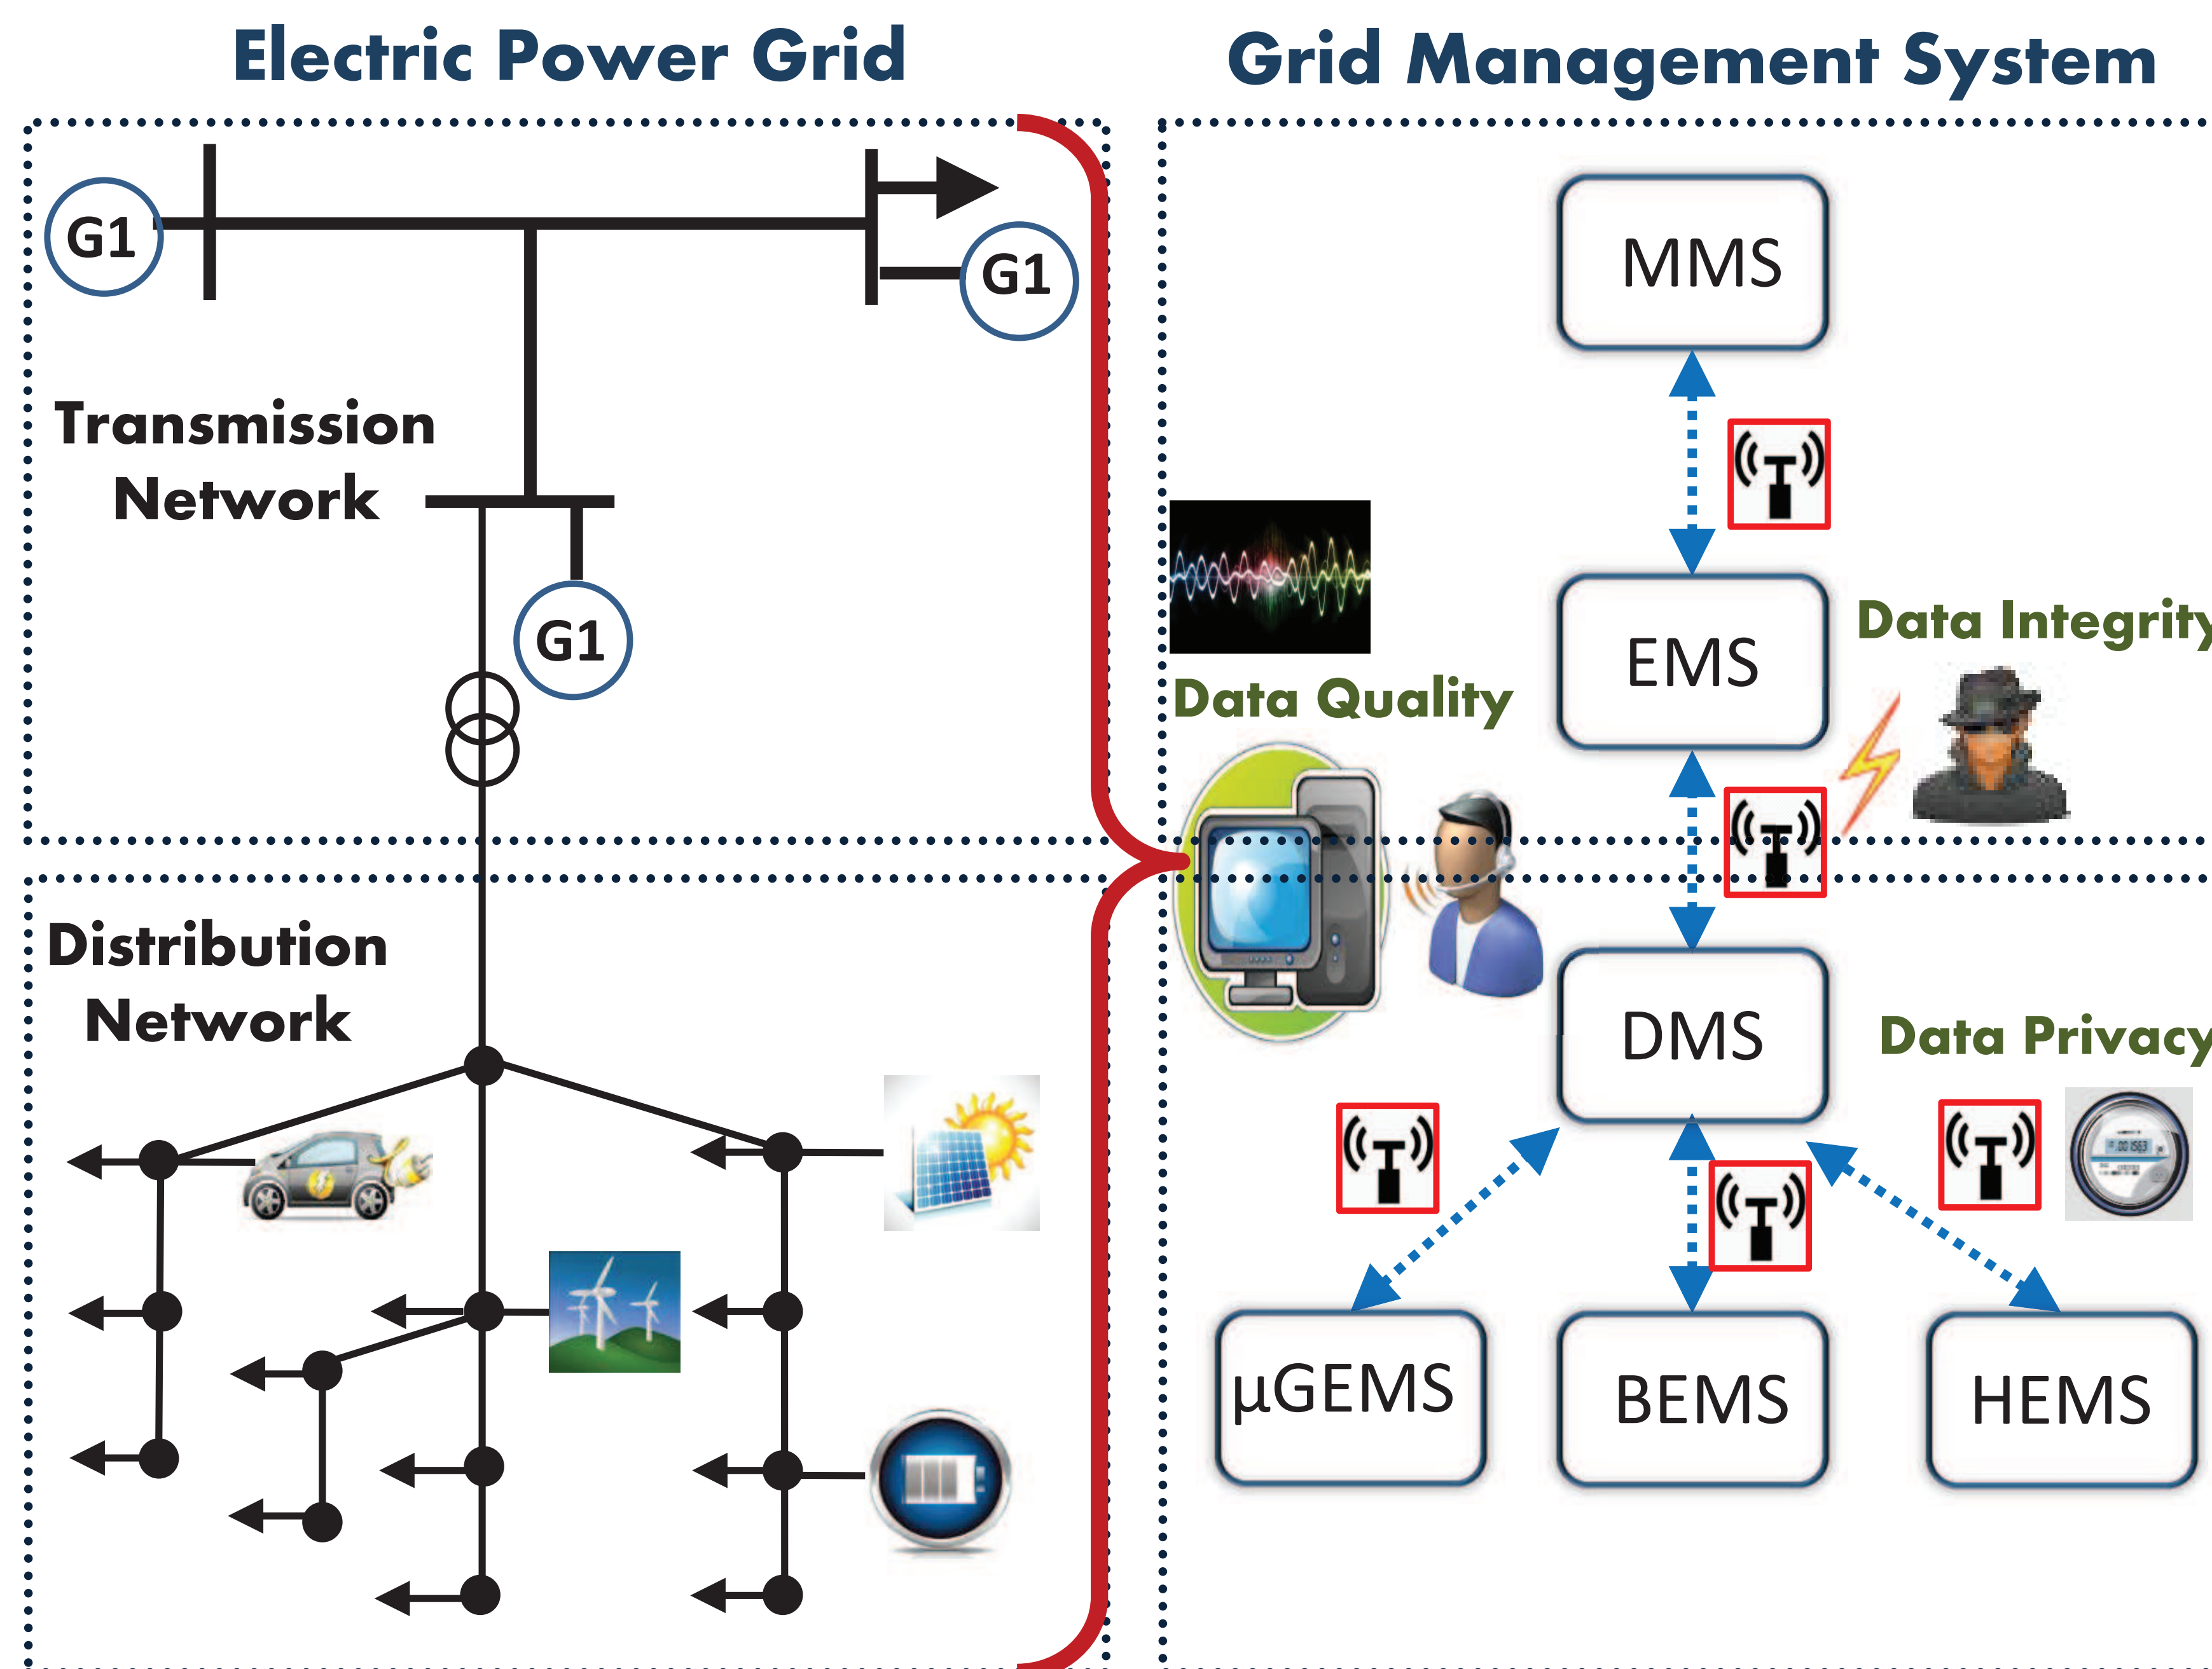 Electric Power Grid
Grid Management System
G1
G1
Transmission
Network
G1
Distribution
Network
MMS
EMS
Data Integrity
Data Quality
DMS
Data Privacy
µGEMS
BEMS
HEMS